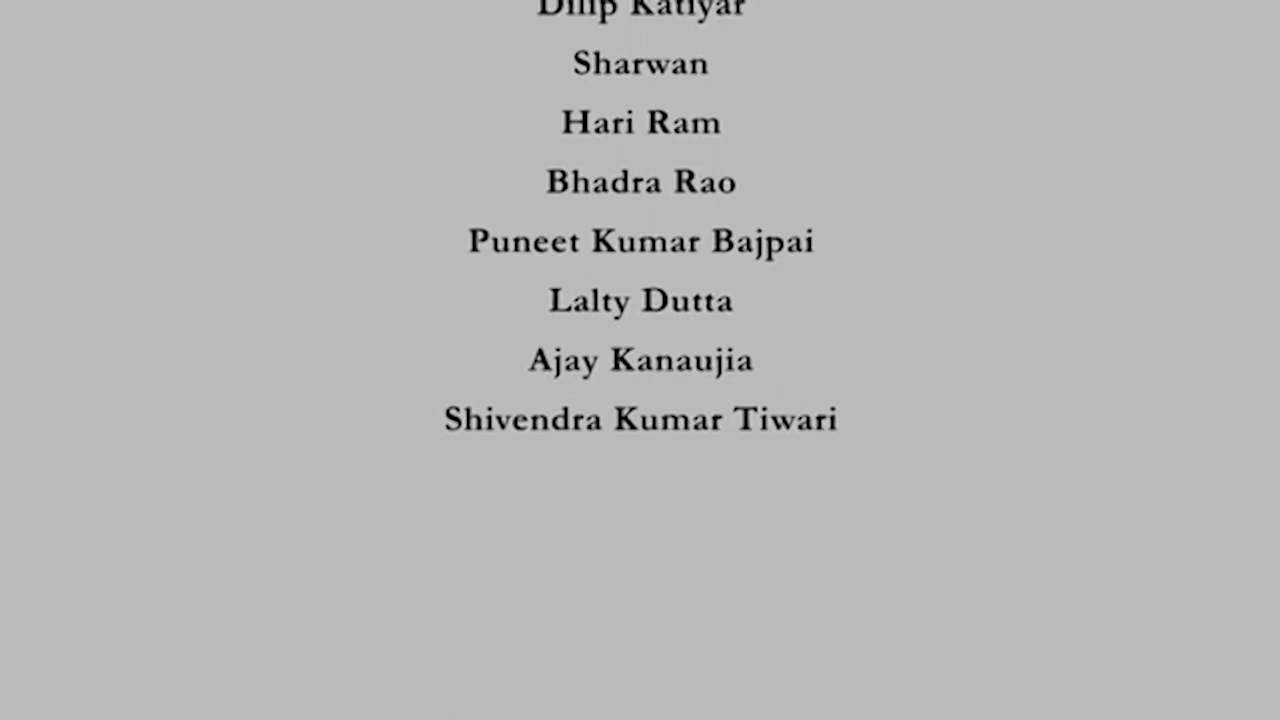 Dilip Katiyar
Sharwan
Hari Ram
Bhadra Rao
Puneet Kumar Bajpai
Lalty Dutta
Ajay Kanaujia
Shivendra Kumar Tiwari